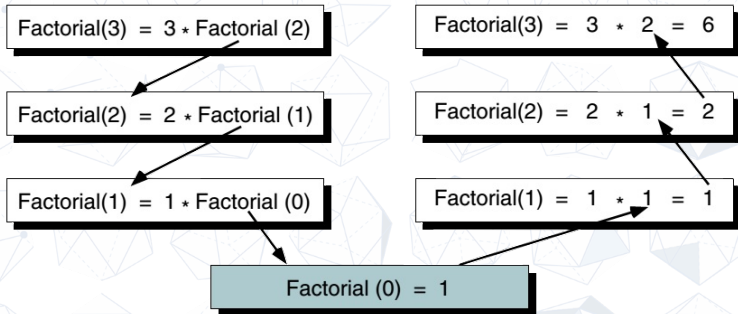 Factorial(3) = 3 * Factorial (2)
Factorial(2) = 2 * Factorial (1)
Factorial(1) = 1 * Factorial (0)
Factorial (0) = 1
Factorial(3) = 3 * 2 = 6
Factorial(2) = 2 * 1 = 2
Factorial(1) = 1 * 1 = 1